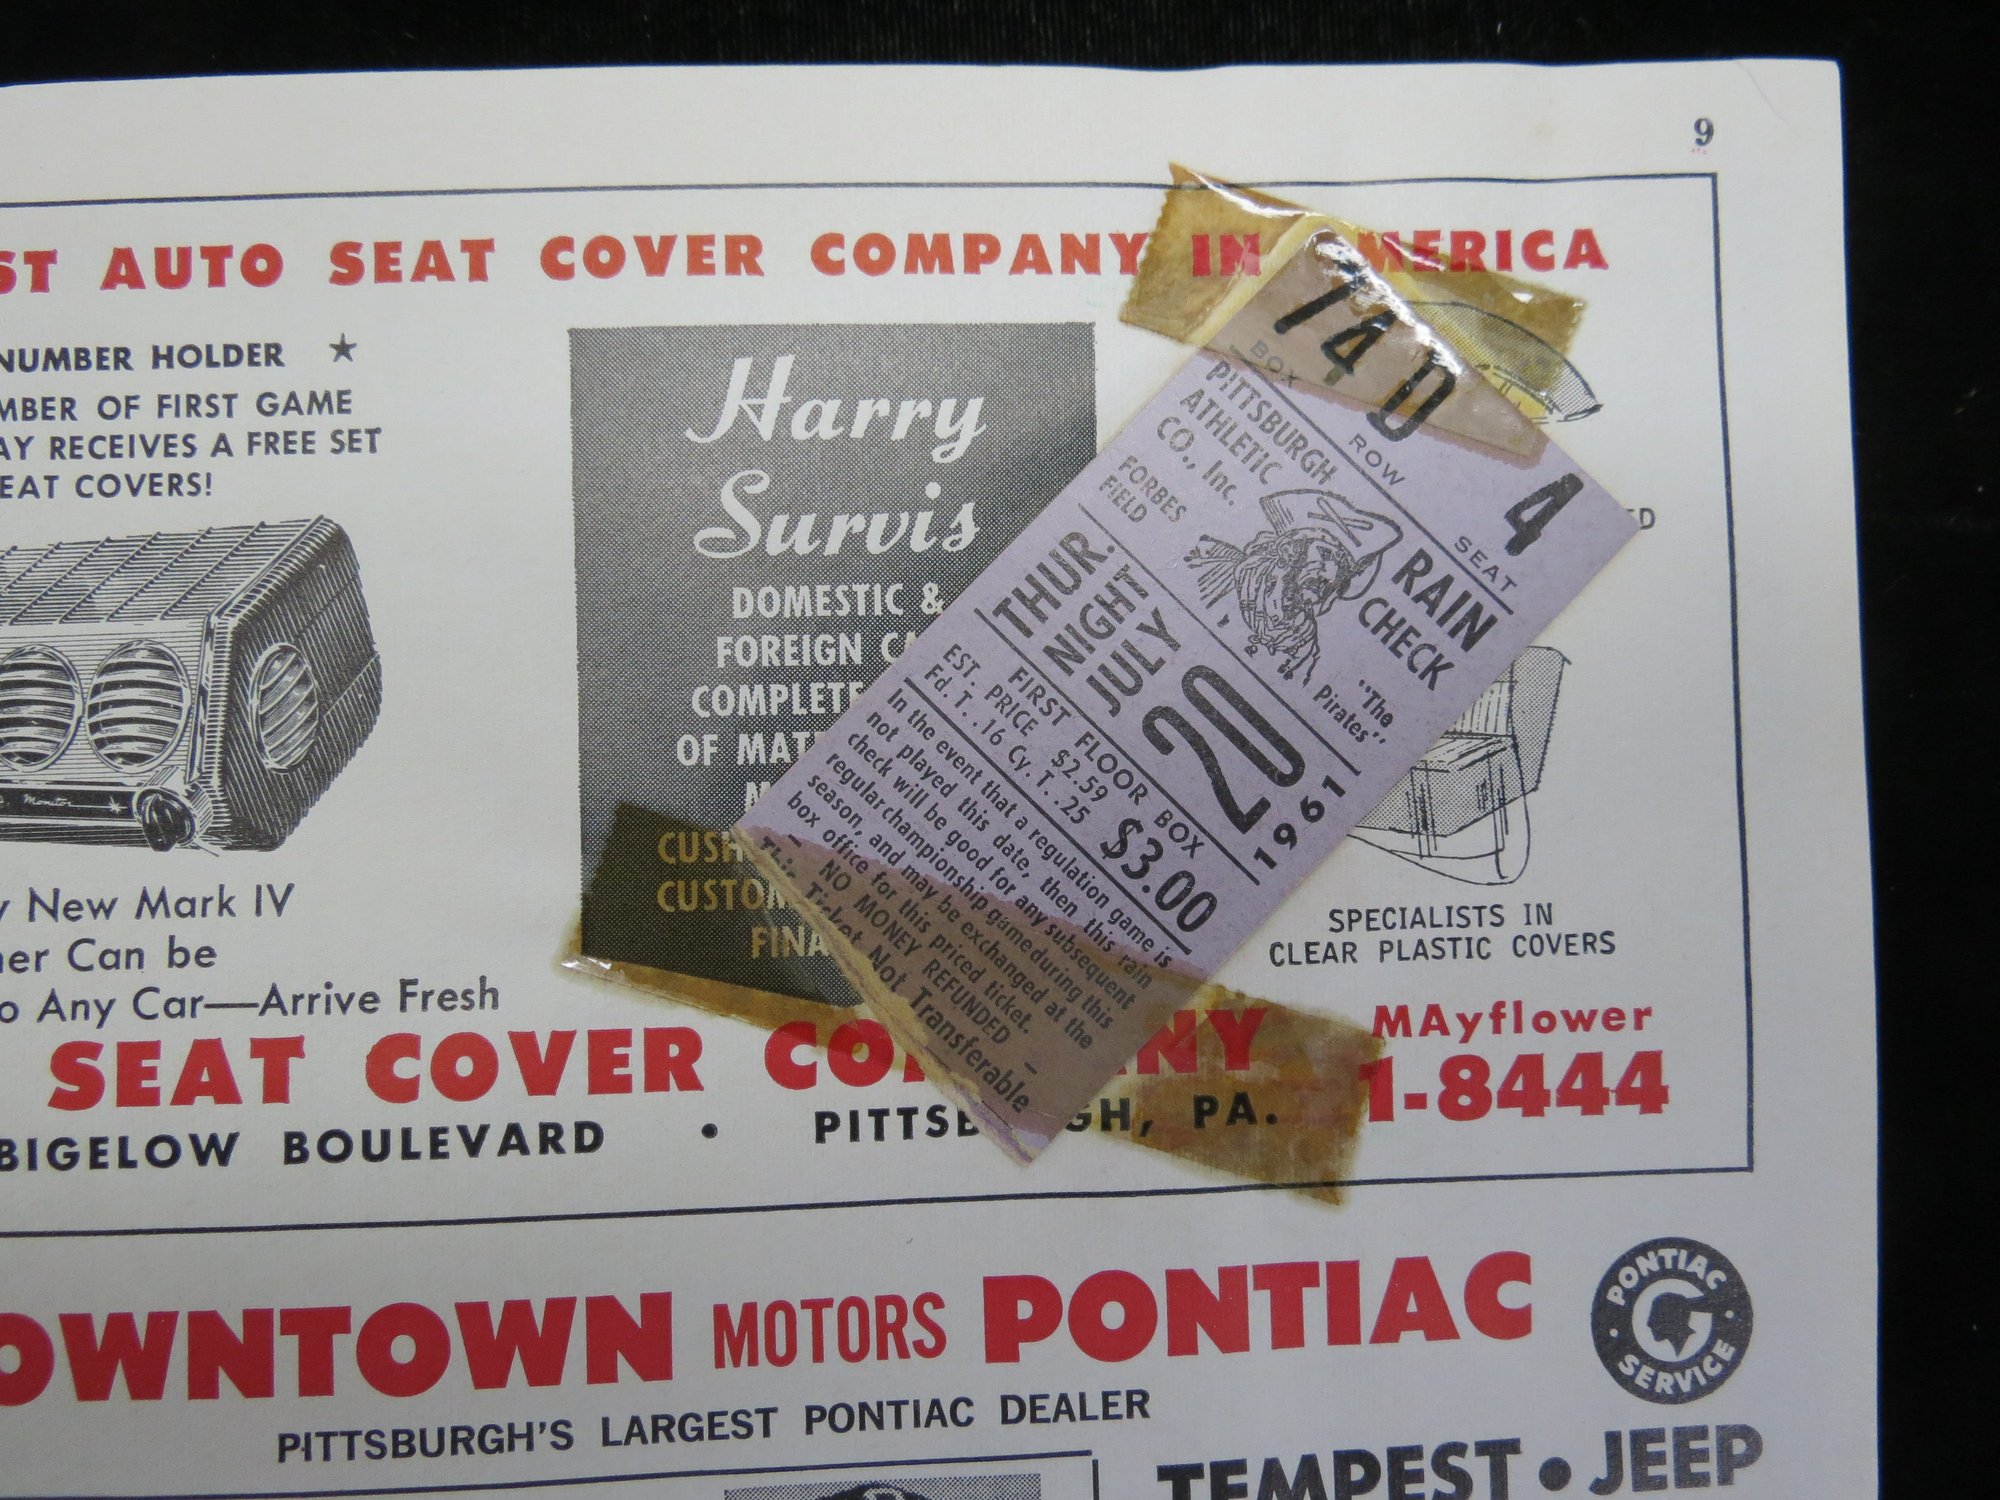 9
ST AUTO SEAT COVER COMPANY IN AMERICA
NUMBER HOLDER ★
MBER OF FIRST GAME
AY RECEIVES A FREE SET
EAT COVERS!
Monitor
New Mark IV
er Can be
o Any Car—Arrive Fresh
Harry
Survis
DOMESTIC &
FOREIGN
COMPLETE
OF
CUSH
CUSTOM
FINA
SPECIALISTS IN
CLEAR PLASTIC COVERS
SEAT COVER COMPANY
MAyflower
1-8444
BIGELOW BOULEVARD • PITTSBURGH, PA.
74 D 4
BOX ROW SEAT
PITTSBURGH
ATHLETIC
CO., Inc.
FORBES
FIELD
RAIN
CHECK
"The
Pirates"
THUR.
NIGHT
JULY
20
1961
FIRST FLOOR BOX
EST. PRICE $2.59
Fd. T. .16 Cy. T. .25
$3.00
In the event that a regulation game is
not played this date, then this rain
check will be good for any subsequent
regular championship game during this
season, and may be exchanged at the
box office for this priced ticket.
— NO MONEY REFUNDED —
This Ticket Not Transferable
OWNTOWN MOTORS PONTIAC
PITTSBURGH'S LARGEST PONTIAC DEALER
PONTIAC
SERVICE
TEMPEST • JEEP